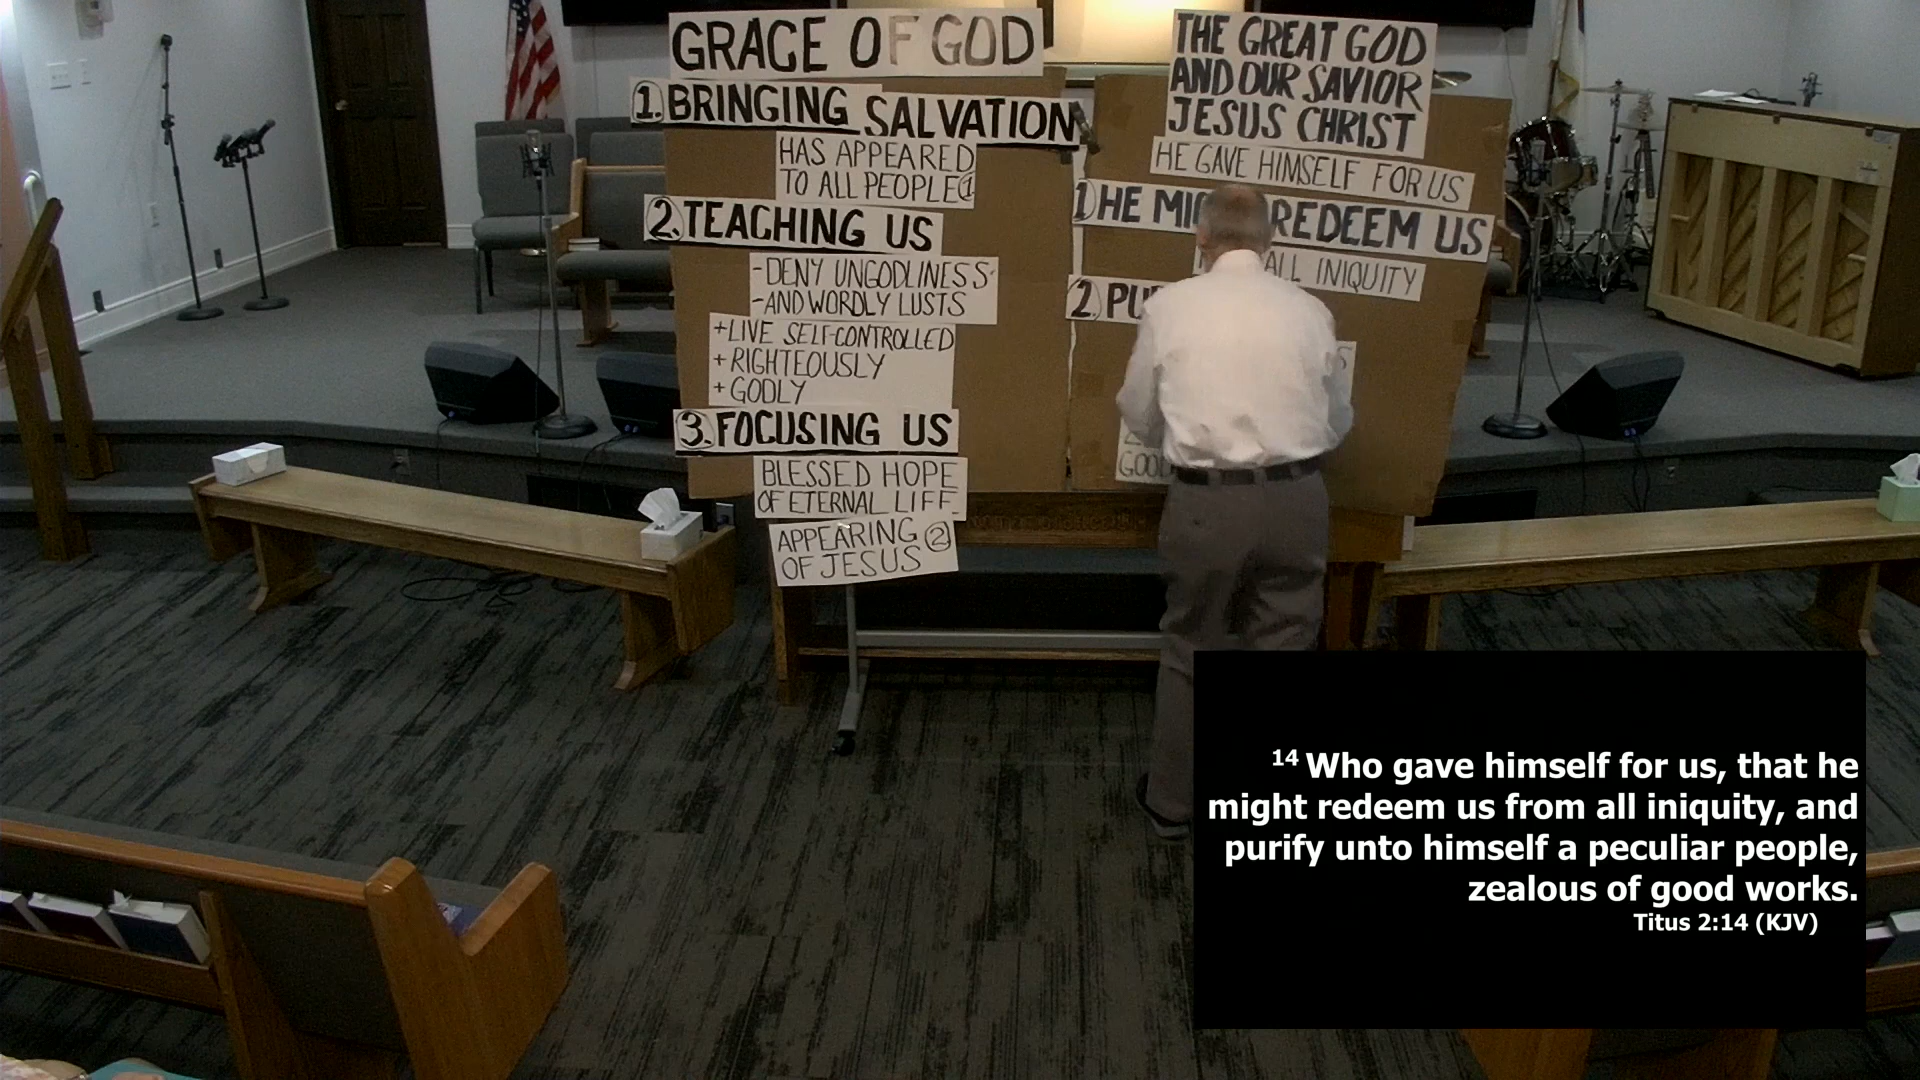 GRACE OF GOD
1. BRINGING SALVATION
HAS APPEARED
TO ALL PEOPLE 1
2. TEACHING US
-DENY UNGODLINESS
-AND WORDLY LUSTS
+LIVE SELF-CONTROLLED
+RIGHTEOUSLY
+GODLY
3. FOCUSING US
BLESSED HOPE
OF ETERNAL LIFE
APPEARING 2
OF JESUS
THE GREAT GOD
AND OUR SAVIOR
JESUS CHRIST
HE GAVE HIMSELF FOR US
1 HE REDEEM US
ALL INIQUITY
2.
14 Who gave himself for us, that he
might redeem us from all iniquity, and
purify unto himself a peculiar people,
zealous of good works.
Titus 2:14 (KJV)